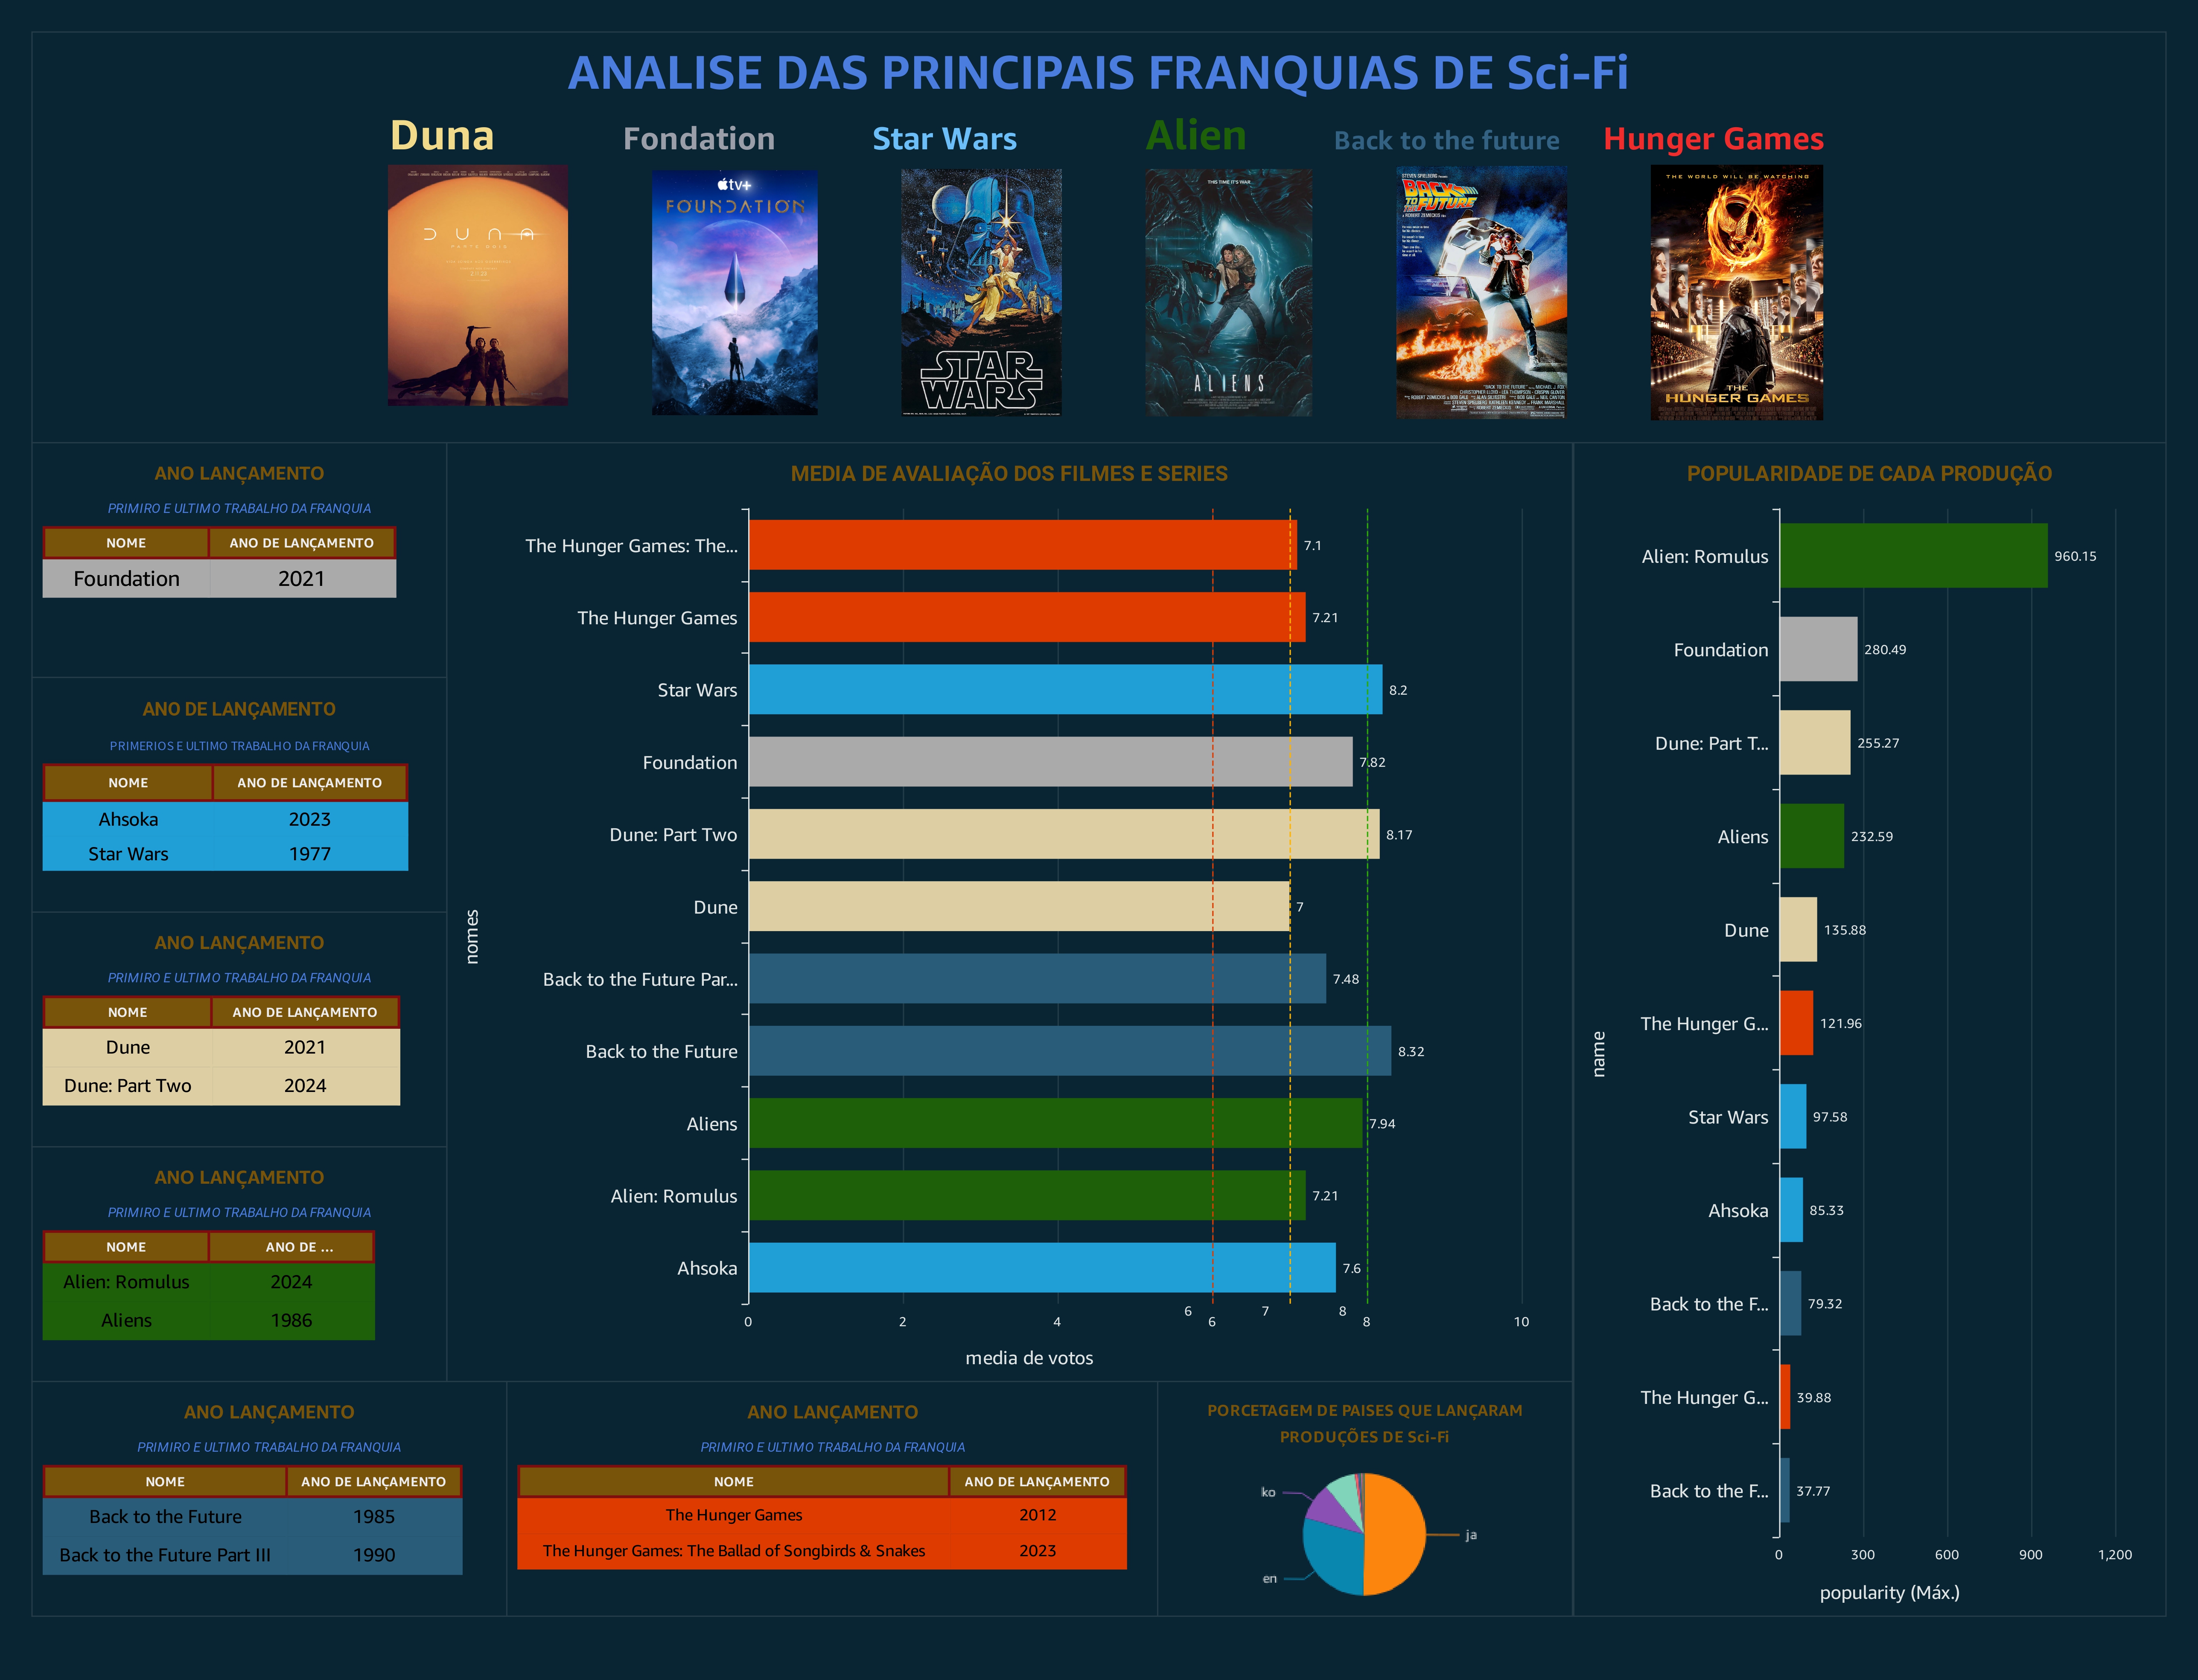 ANALISE DAS PRINCIPAIS FRANQUIAS DE Sci-Fi
Duna
Fondation
Star Wars
Alien
Back to the future
Hunger Games
DUNA
tv+
FOUNDATION
STAR
WARS
THIS TIME IT'S WAR
ALIENS
BACK
TO THE
FUTURE
THE WORLD WILL BE WATCHING
THE
HUNGER GAMES
ANO LANÇAMENTO
PRIMIRO E ULTIMO TRABALHO DA FRANQUIA
NOME ANO DE LANÇAMENTO
Foundation 2021
ANO DE LANÇAMENTO
PRIMERIOS E ULTIMO TRABALHO DA FRANQUIA
NOME ANO DE LANÇAMENTO
Ahsoka 2023
Star Wars 1977
ANO LANÇAMENTO
PRIMIRO E ULTIMO TRABALHO DA FRANQUIA
NOME ANO DE LANÇAMENTO
Dune 2021
Dune: Part Two 2024
ANO LANÇAMENTO
PRIMIRO E ULTIMO TRABALHO DA FRANQUIA
NOME ANO DE ...
Alien: Romulus 2024
Aliens 1986
MEDIA DE AVALIAÇÃO DOS FILMES E SERIES
nomes
The Hunger Games: The... 7.1
The Hunger Games 7.21
Star Wars 8.2
Foundation 7.82
Dune: Part Two 8.17
Dune 7
Back to the Future Par... 7.48
Back to the Future 8.32
Aliens 7.94
Alien: Romulus 7.21
Ahsoka 7.6
6 7 8
0 2 4 6 8 10
media de votos
POPULARIDADE DE CADA PRODUÇÃO
name
Alien: Romulus 960.15
Foundation 280.49
Dune: Part T... 255.27
Aliens 232.59
Dune 135.88
The Hunger G... 121.96
Star Wars 97.58
Ahsoka 85.33
Back to the F... 79.32
The Hunger G... 39.88
Back to the F... 37.77
0 300 600 900 1,200
popularity (Máx.)
ANO LANÇAMENTO
PRIMIRO E ULTIMO TRABALHO DA FRANQUIA
NOME ANO DE LANÇAMENTO
Back to the Future 1985
Back to the Future Part III 1990
ANO LANÇAMENTO
PRIMIRO E ULTIMO TRABALHO DA FRANQUIA
NOME ANO DE LANÇAMENTO
The Hunger Games 2012
The Hunger Games: The Ballad of Songbirds & Snakes 2023
PORCETAGEM DE PAISES QUE LANÇARAM
PRODUÇÕES DE Sci-Fi
ko
ja
en